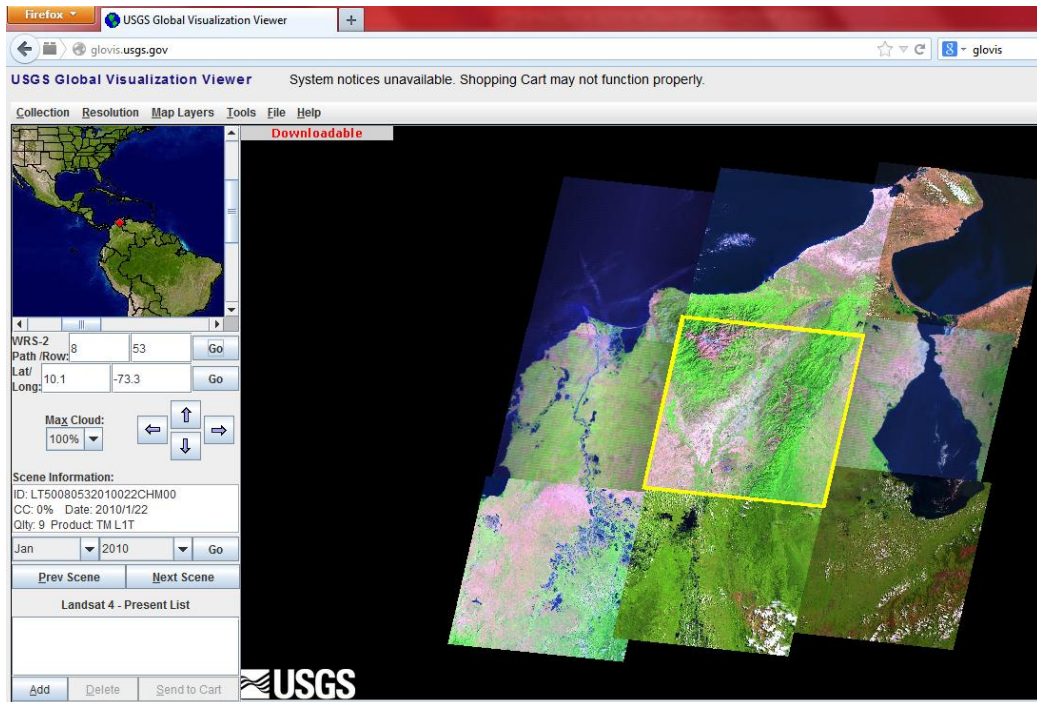 Firefox
USGS Global Visualization Viewer
+
glovis.usgs.gov
8
glovis
USGS Global Visualization Viewer
System notices unavailable. Shopping Cart may not function properly.
Collection Resolution Map Layers Tools File Help
Downloadable
WRS-2
Path /Row: 8 53 Go
Lat/
Long: 10.1 -73.3 Go
Max Cloud:
100%
Scene Information:
ID: LT50080532010022CHM00
CC: 0% Date: 2010/1/22
Qlty: 9 Product: TM L1T
Jan 2010 Go
Prev Scene Next Scene
Landsat 4 - Present List
Add Delete Send to Cart
USGS